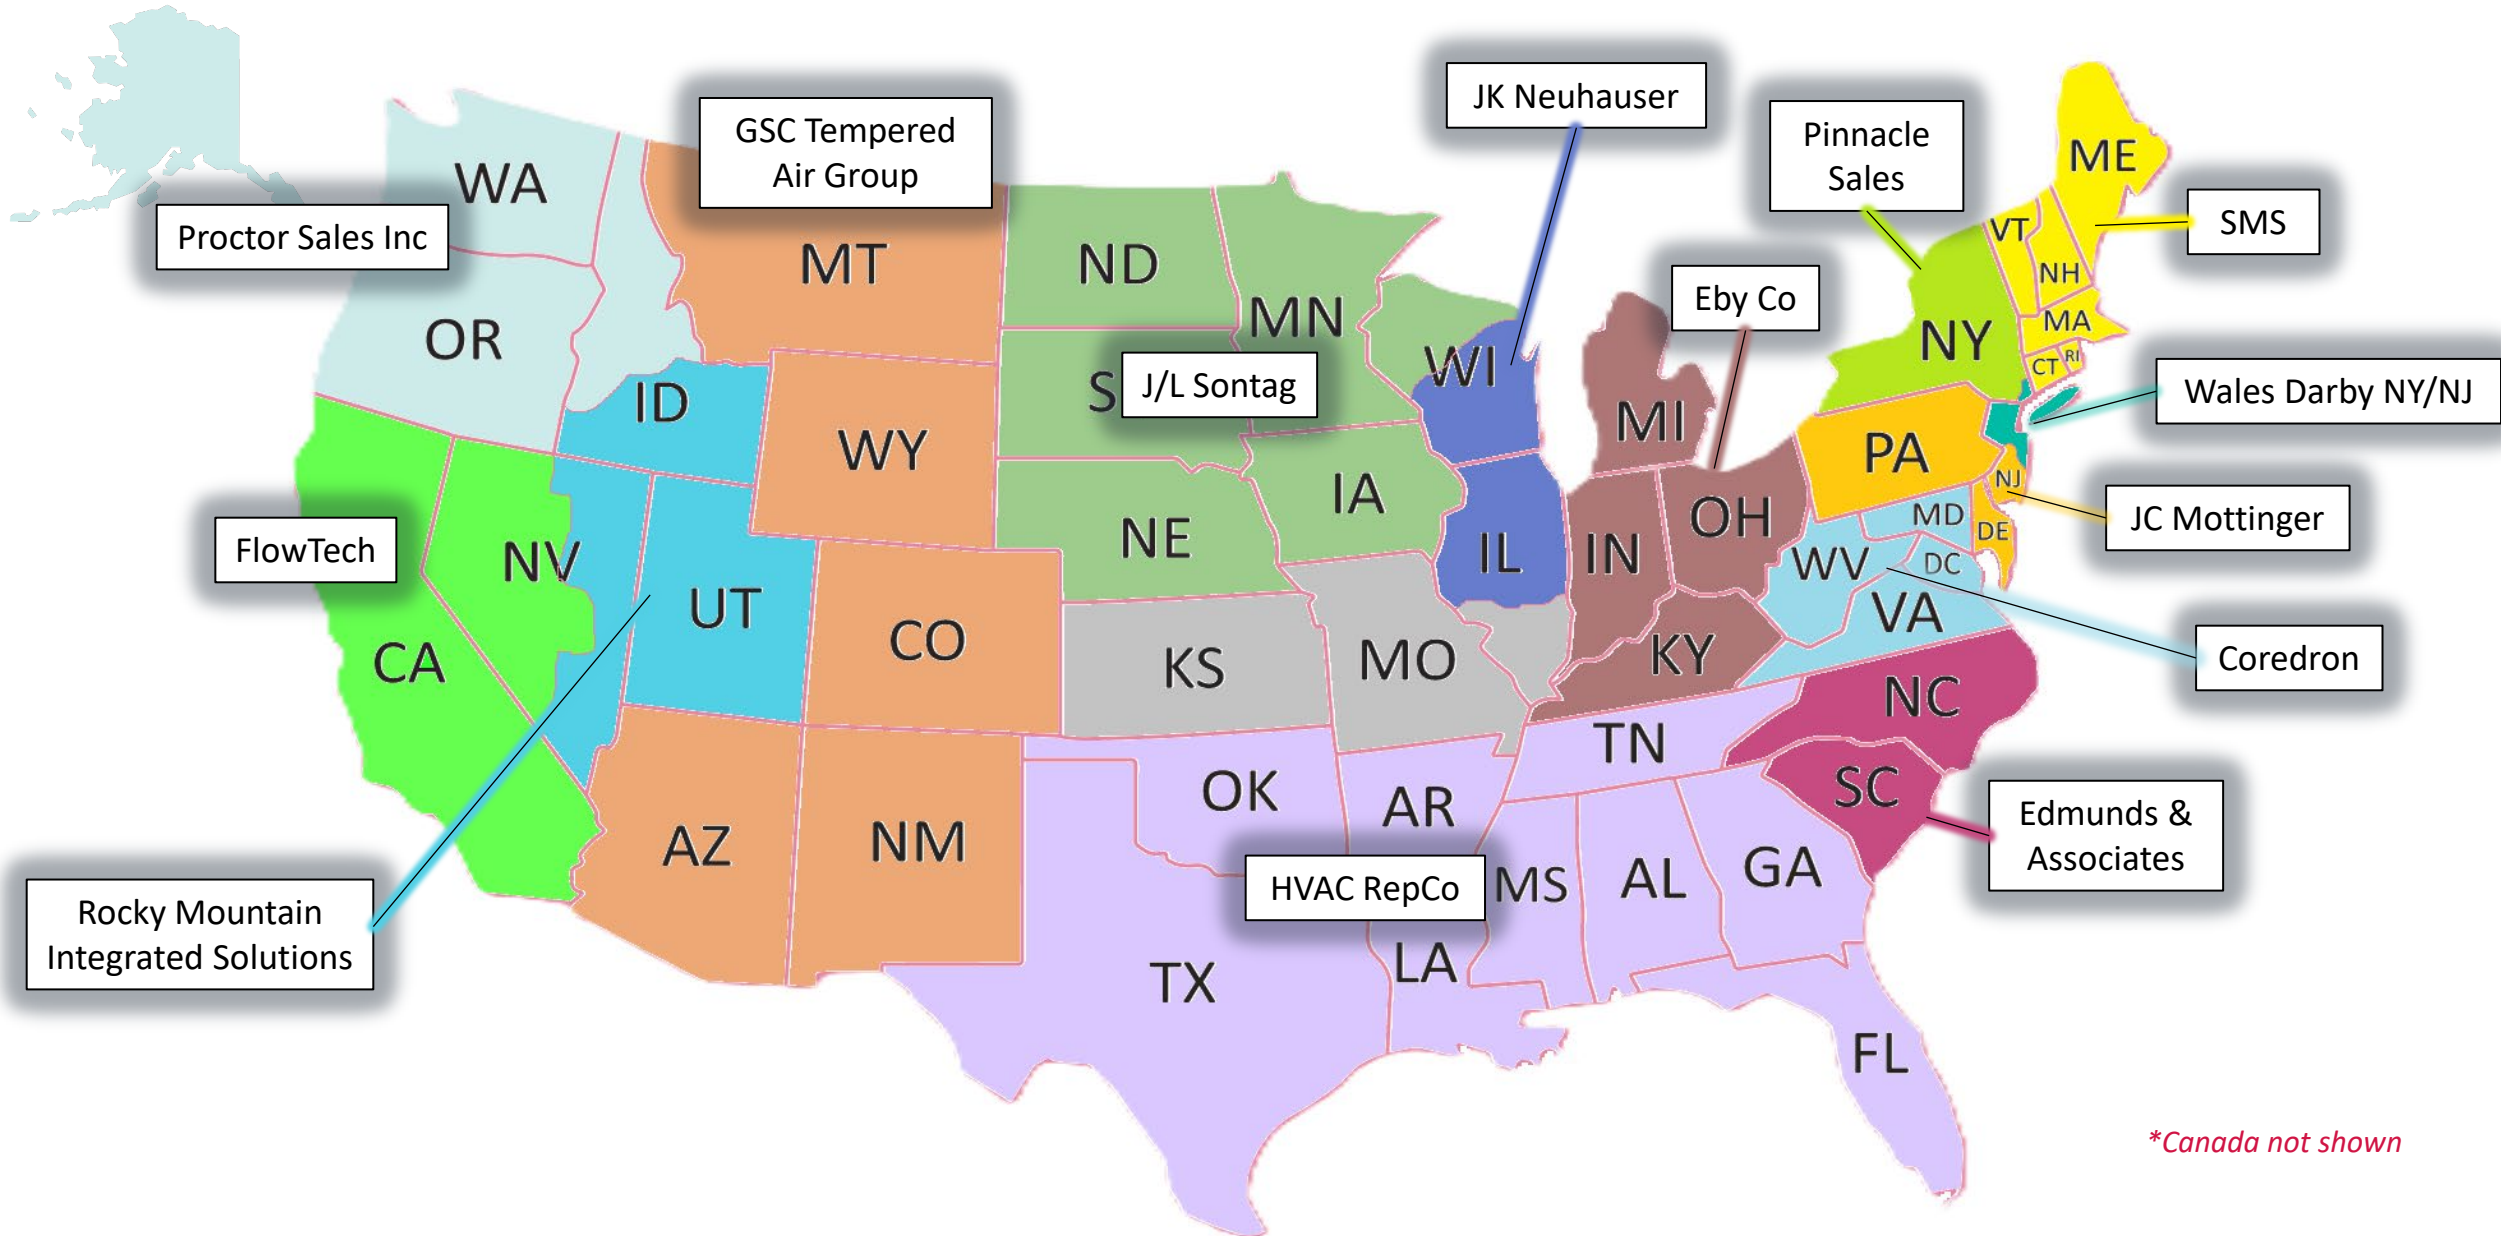 JK Neuhauser
GSC Tempered
Air Group
Pinnacle
Sales
ME
WA
SMS
Proctor Sales Inc
VT
MT
ND
NH
Eby Co
MN
MA
OR
NY
WI
CT
RI
S
J/L Sontag
Wales Darby NY/NJ
ID
MI
WY
PA
IA
NJ
OH
MD
JC Mottinger
FlowTech
NE
DE
NV
IL
IN
WV
DC
UT
VA
CO
KY
CA
KS
MO
Coredron
NC
TN
OK
SC
AR
Edmunds &
Associates
AZ
NM
GA
HVAC RepCo
MS
AL
Rocky Mountain
Integrated Solutions
LA
TX
FL
*Canada not shown